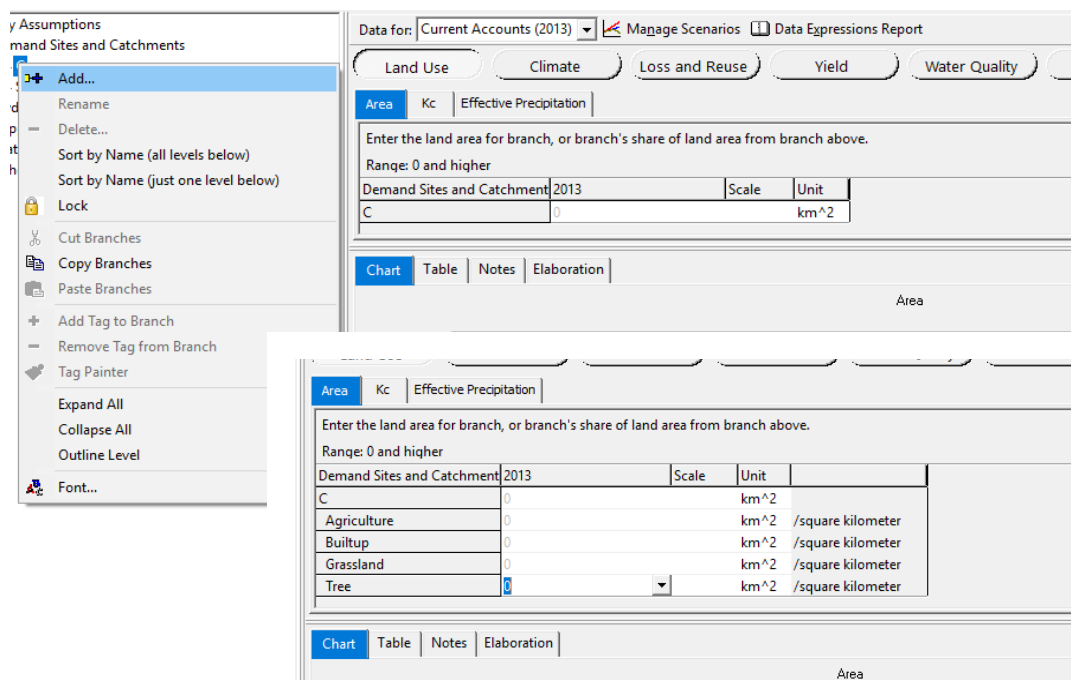 y Assumptions
mand Sites and Catchments
Add...
Rename
Delete...
Sort by Name (all levels below)
Sort by Name (just one level below)
Lock
Cut Branches
Copy Branches
Paste Branches
Add Tag to Branch
Remove Tag from Branch
Tag Painter
Expand All
Collapse All
Outline Level
Font...
Data for: Current Accounts (2013) Manage Scenarios Data Expressions Report
Land Use Climate Loss and Reuse Yield Water Quality
Area Kc Effective Precipitation
Enter the land area for branch, or branch's share of land area from branch above.
Range: 0 and higher
Demand Sites and Catchment 2013 Scale Unit
C 0 km^2
Chart Table Notes Elaboration
Area
Area Kc Effective Precipitation
Enter the land area for branch, or branch's share of land area from branch above.
Range: 0 and higher
Demand Sites and Catchment 2013 Scale Unit
C 0 km^2
Agriculture 0 km^2 /square kilometer
Builtup 0 km^2 /square kilometer
Grassland 0 km^2 /square kilometer
Tree 0 km^2 /square kilometer
Chart Table Notes Elaboration
Area